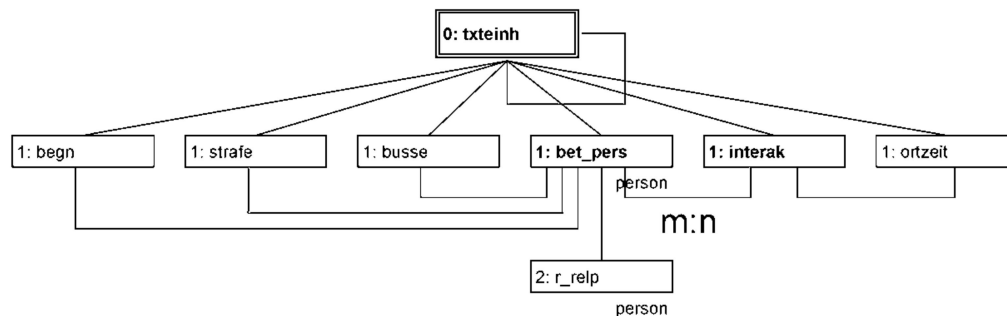 0: txteinh
1: begn
1: strafe
1: busse
1: bet_pers
1: interak
1: ortzeit
person
m:n
2: r_relp
person